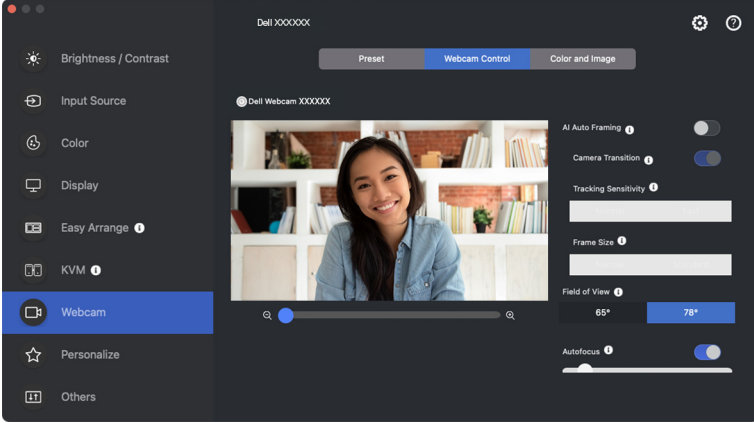 Dell XXXXXX
Brightness / Contrast
Input Source
Color
Display
Easy Arrange
KVM
Webcam
Personalize
Others
Preset
Webcam Control
Color and Image
Dell Webcam XXXXXX
AI Auto Framing
Camera Transition
Tracking Sensitivity
Frame Size
Field of View
65°
78°
Autofocus